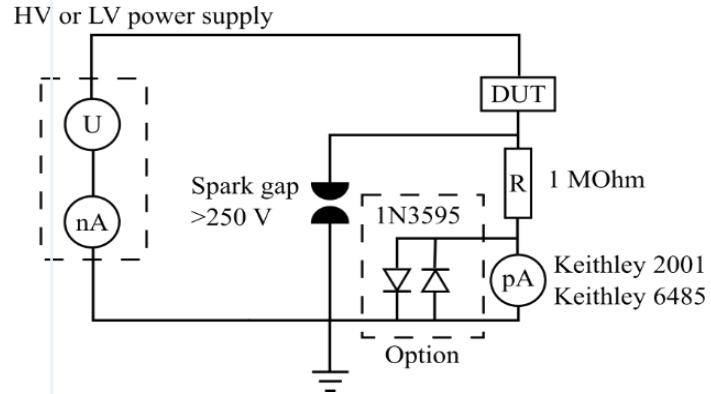 HV or LV power supply
DUT
U
R
1 MOhm
Spark gap
>250 V
1N3595
nA
pA
Keithley 2001
Keithley 6485
Option